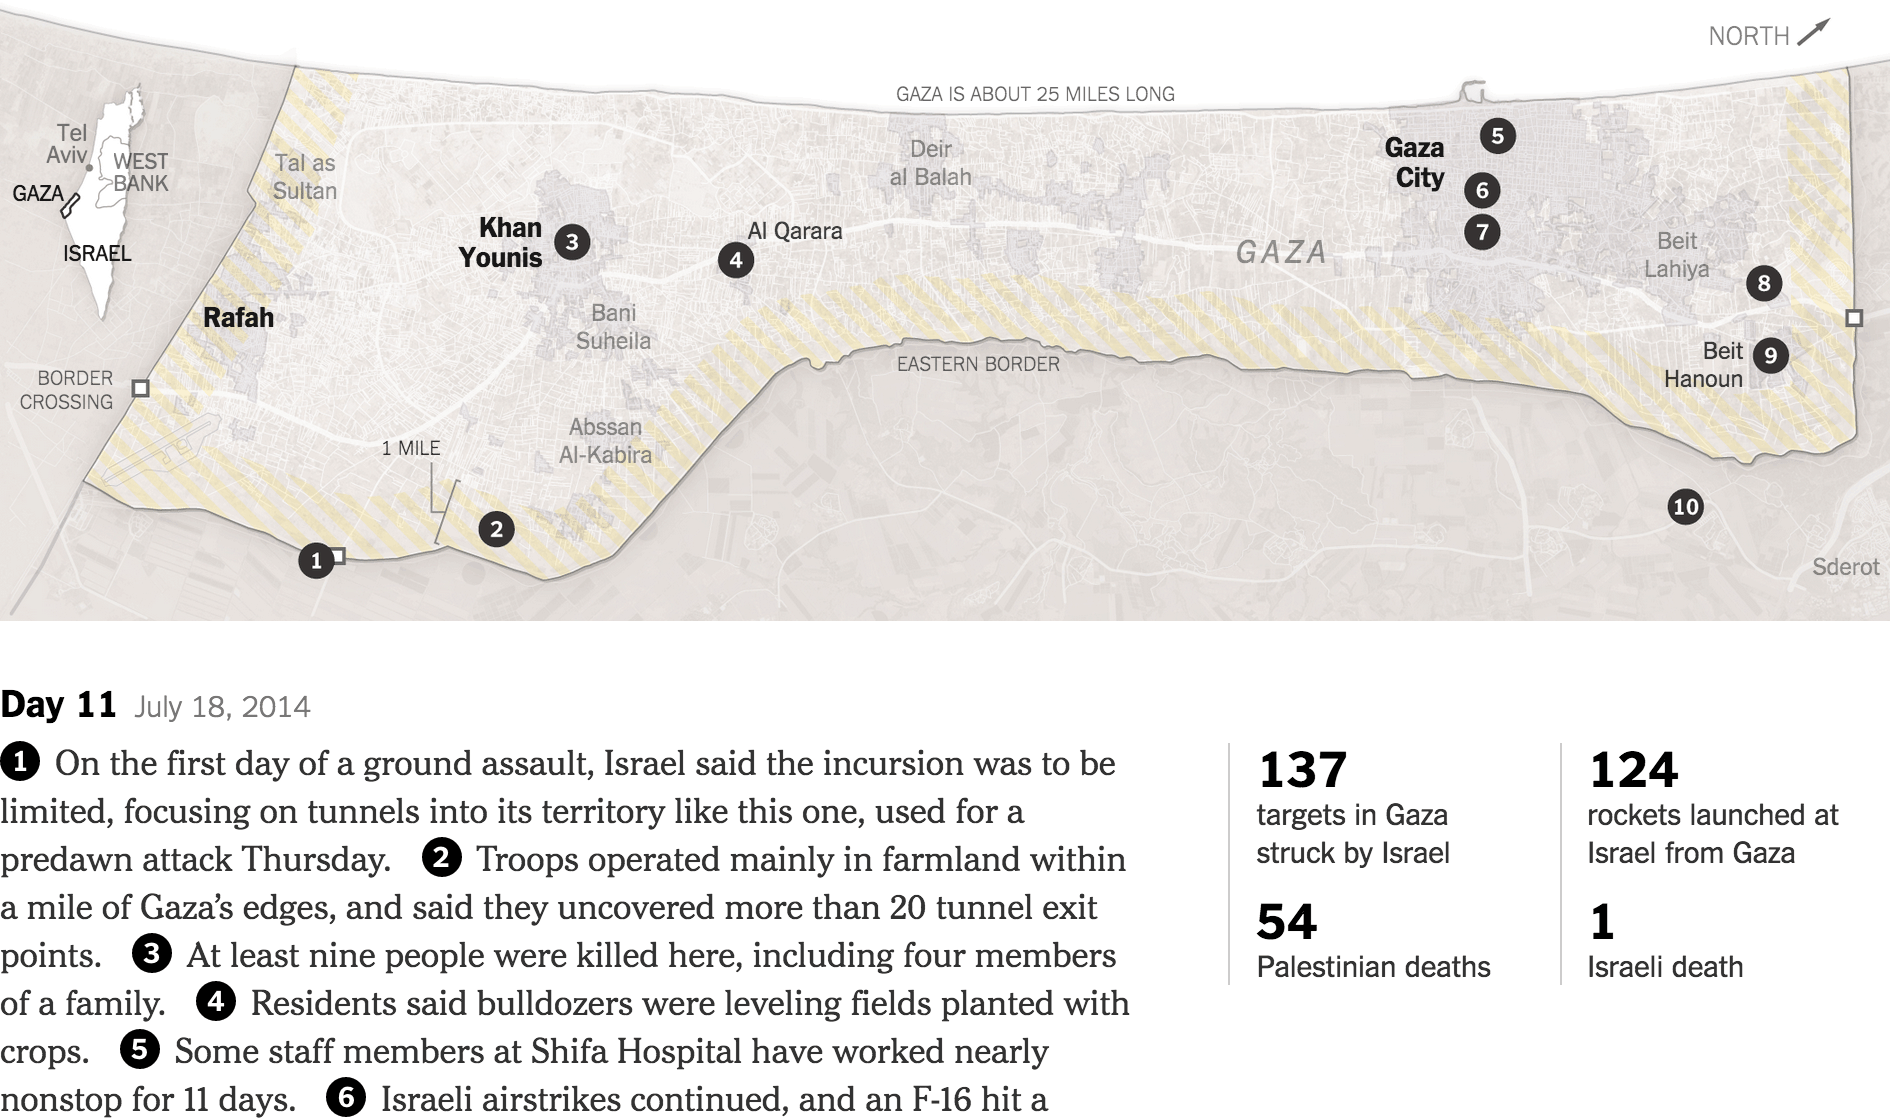 NORTH
GAZA IS ABOUT 25 MILES LONG
Tel
Aviv
WEST
BANK
GAZA
ISRAEL
Tal as
Sultan
Deir
al Balah
Gaza
City
5
6
7
Khan
Younis
3
Al Qarara
4
GAZA
Beit
Lahiya
8
Rafah
Bani
Suheila
EASTERN BORDER
Beit
Hanoun
9
BORDER
CROSSING
Abssan
Al-Kabira
1 MILE
2
1
10
Sderot
Day 11 July 18, 2014
1 On the first day of a ground assault, Israel said the incursion was to be
limited, focusing on tunnels into its territory like this one, used for a
predawn attack Thursday. 2 Troops operated mainly in farmland within
a mile of Gaza’s edges, and said they uncovered more than 20 tunnel exit
points. 3 At least nine people were killed here, including four members
of a family. 4 Residents said bulldozers were leveling fields planted with
crops. 5 Some staff members at Shifa Hospital have worked nearly
nonstop for 11 days. 6 Israeli airstrikes continued, and an F-16 hit a
137
targets in Gaza
struck by Israel
54
Palestinian deaths
124
rockets launched at
Israel from Gaza
1
Israeli death